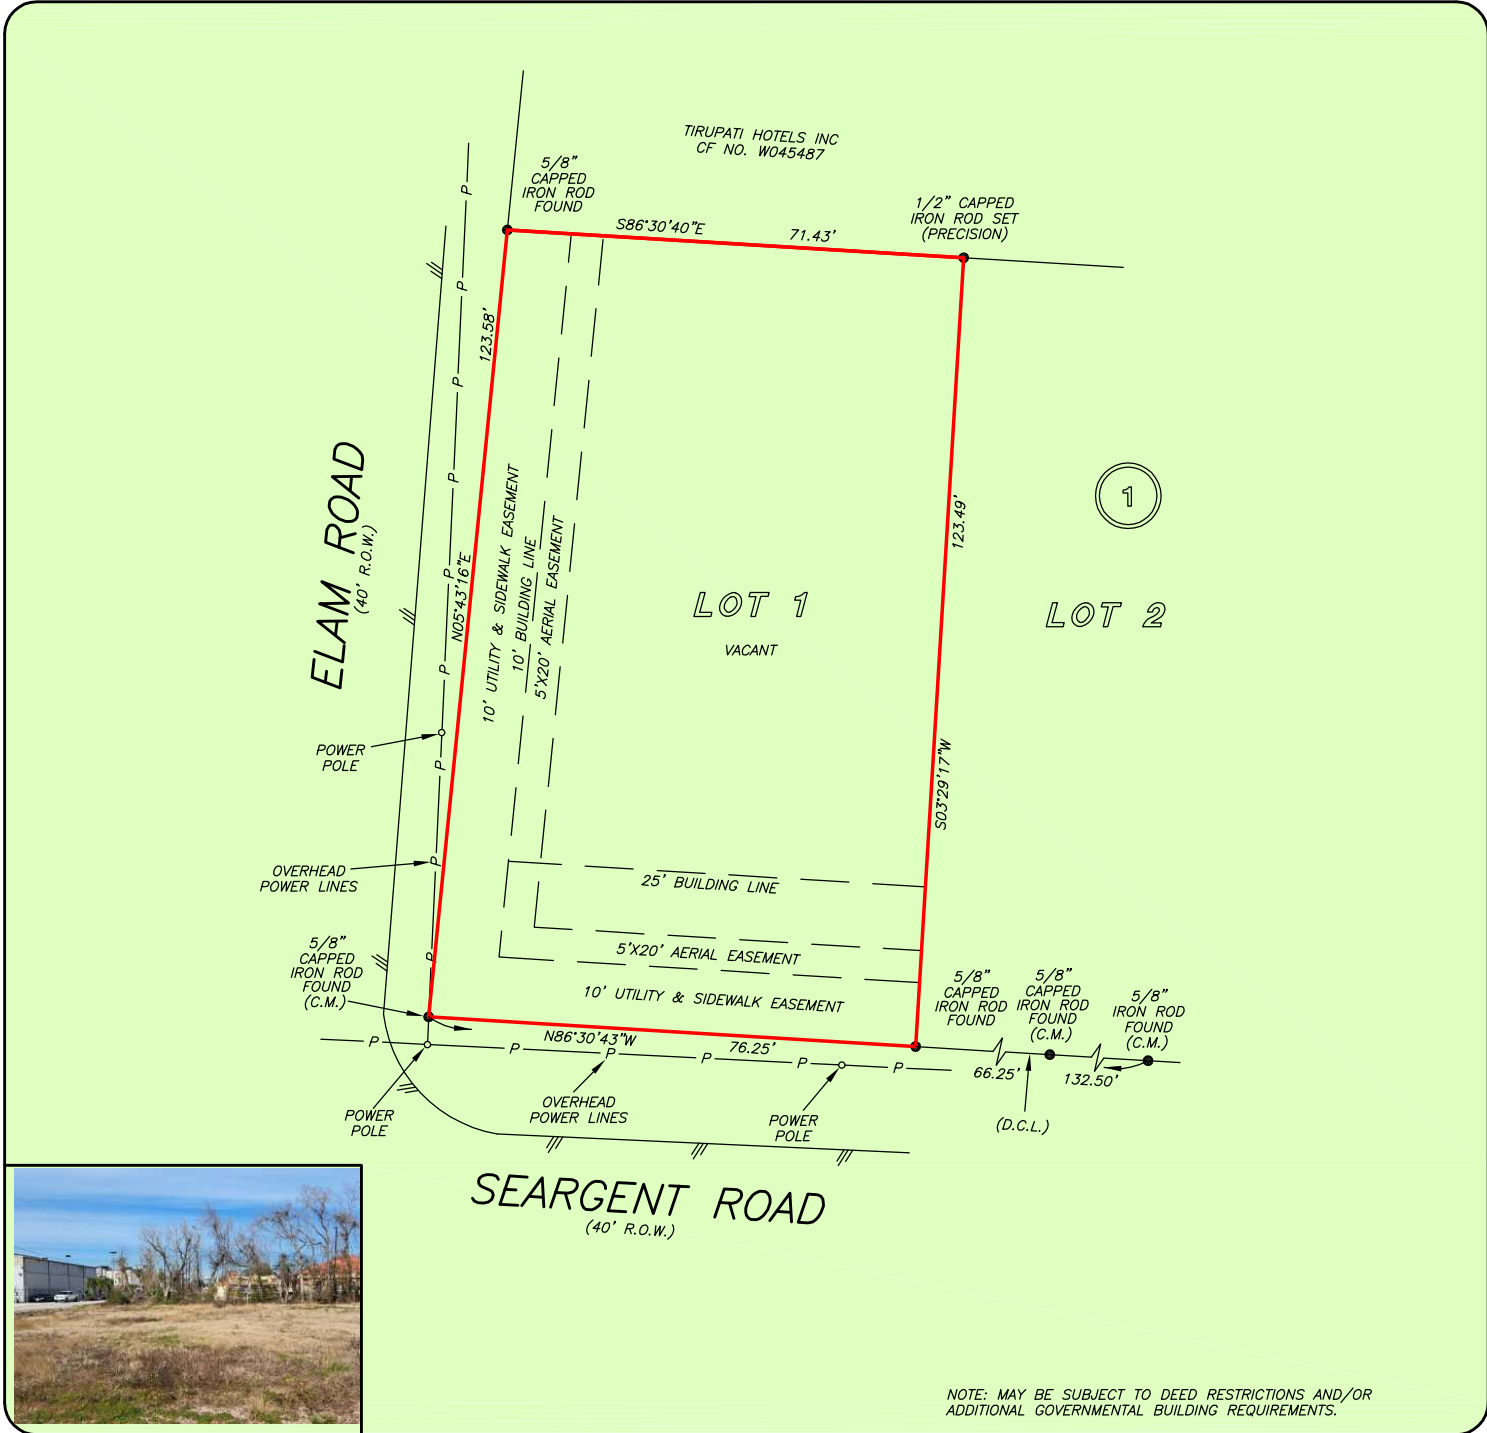 TIRUPATI HOTELS INC
CF NO. W045487
5/8"
CAPPED
IRON ROD
FOUND
1/2" CAPPED
IRON ROD SET
(PRECISION)
S86°30'40"E
71.43'
P
P
P
P
P
P
P
P
P
123.58'
N05°43'16"E
ELAM ROAD
(40' R.O.W.)
10' UTILITY & SIDEWALK EASEMENT
10' BUILDING LINE
5'X20' AERIAL EASEMENT
LOT 1
VACANT
123.49'
S03°29'17"W
1
LOT 2
POWER
POLE
OVERHEAD
POWER LINES
25' BUILDING LINE
5'X20' AERIAL EASEMENT
10' UTILITY & SIDEWALK EASEMENT
5/8"
CAPPED
IRON ROD
FOUND
(C.M.)
5/8"
CAPPED
IRON ROD
FOUND
5/8"
CAPPED
IRON ROD
FOUND
(C.M.)
5/8"
IRON ROD
FOUND
(C.M.)
N86°30'43"W
76.25'
P
P
P
P
P
P
66.25'
132.50'
(D.C.L.)
POWER
POLE
OVERHEAD
POWER LINES
POWER
POLE
SEARGENT ROAD
(40' R.O.W.)
NOTE: MAY BE SUBJECT TO DEED RESTRICTIONS AND/OR
ADDITIONAL GOVERNMENTAL BUILDING REQUIREMENTS.